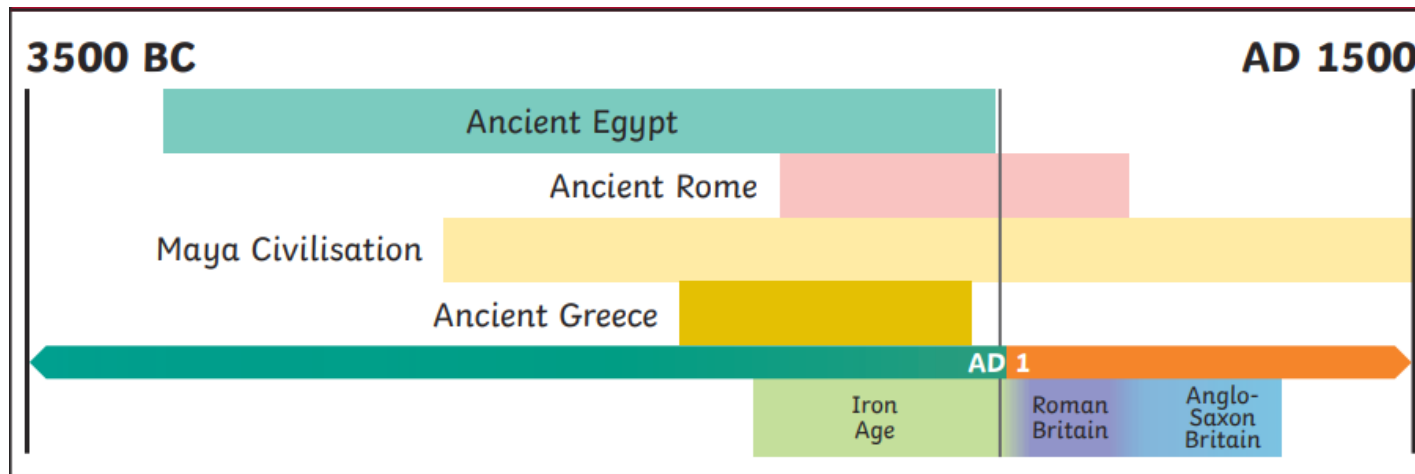 3500 BC
AD 1500
Ancient Egypt
Ancient Rome
Maya Civilisation
Ancient Greece
AD 1
Iron
Age
Roman
Britain
Anglo-
Saxon
Britain